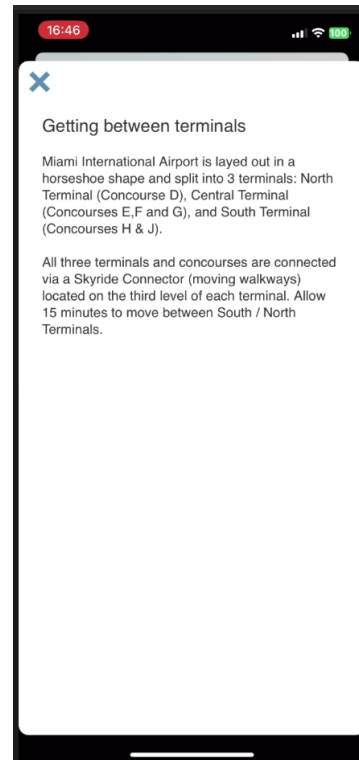 16:46
100
Getting between terminals
Miami International Airport is layed out in a
horseshoe shape and split into 3 terminals: North
Terminal (Concourse D), Central Terminal
(Concourses E,F and G), and South Terminal
(Concourses H & J).
All three terminals and concourses are connected
via a Skyride Connector (moving walkways)
located on the third level of each terminal. Allow
15 minutes to move between South / North
Terminals.